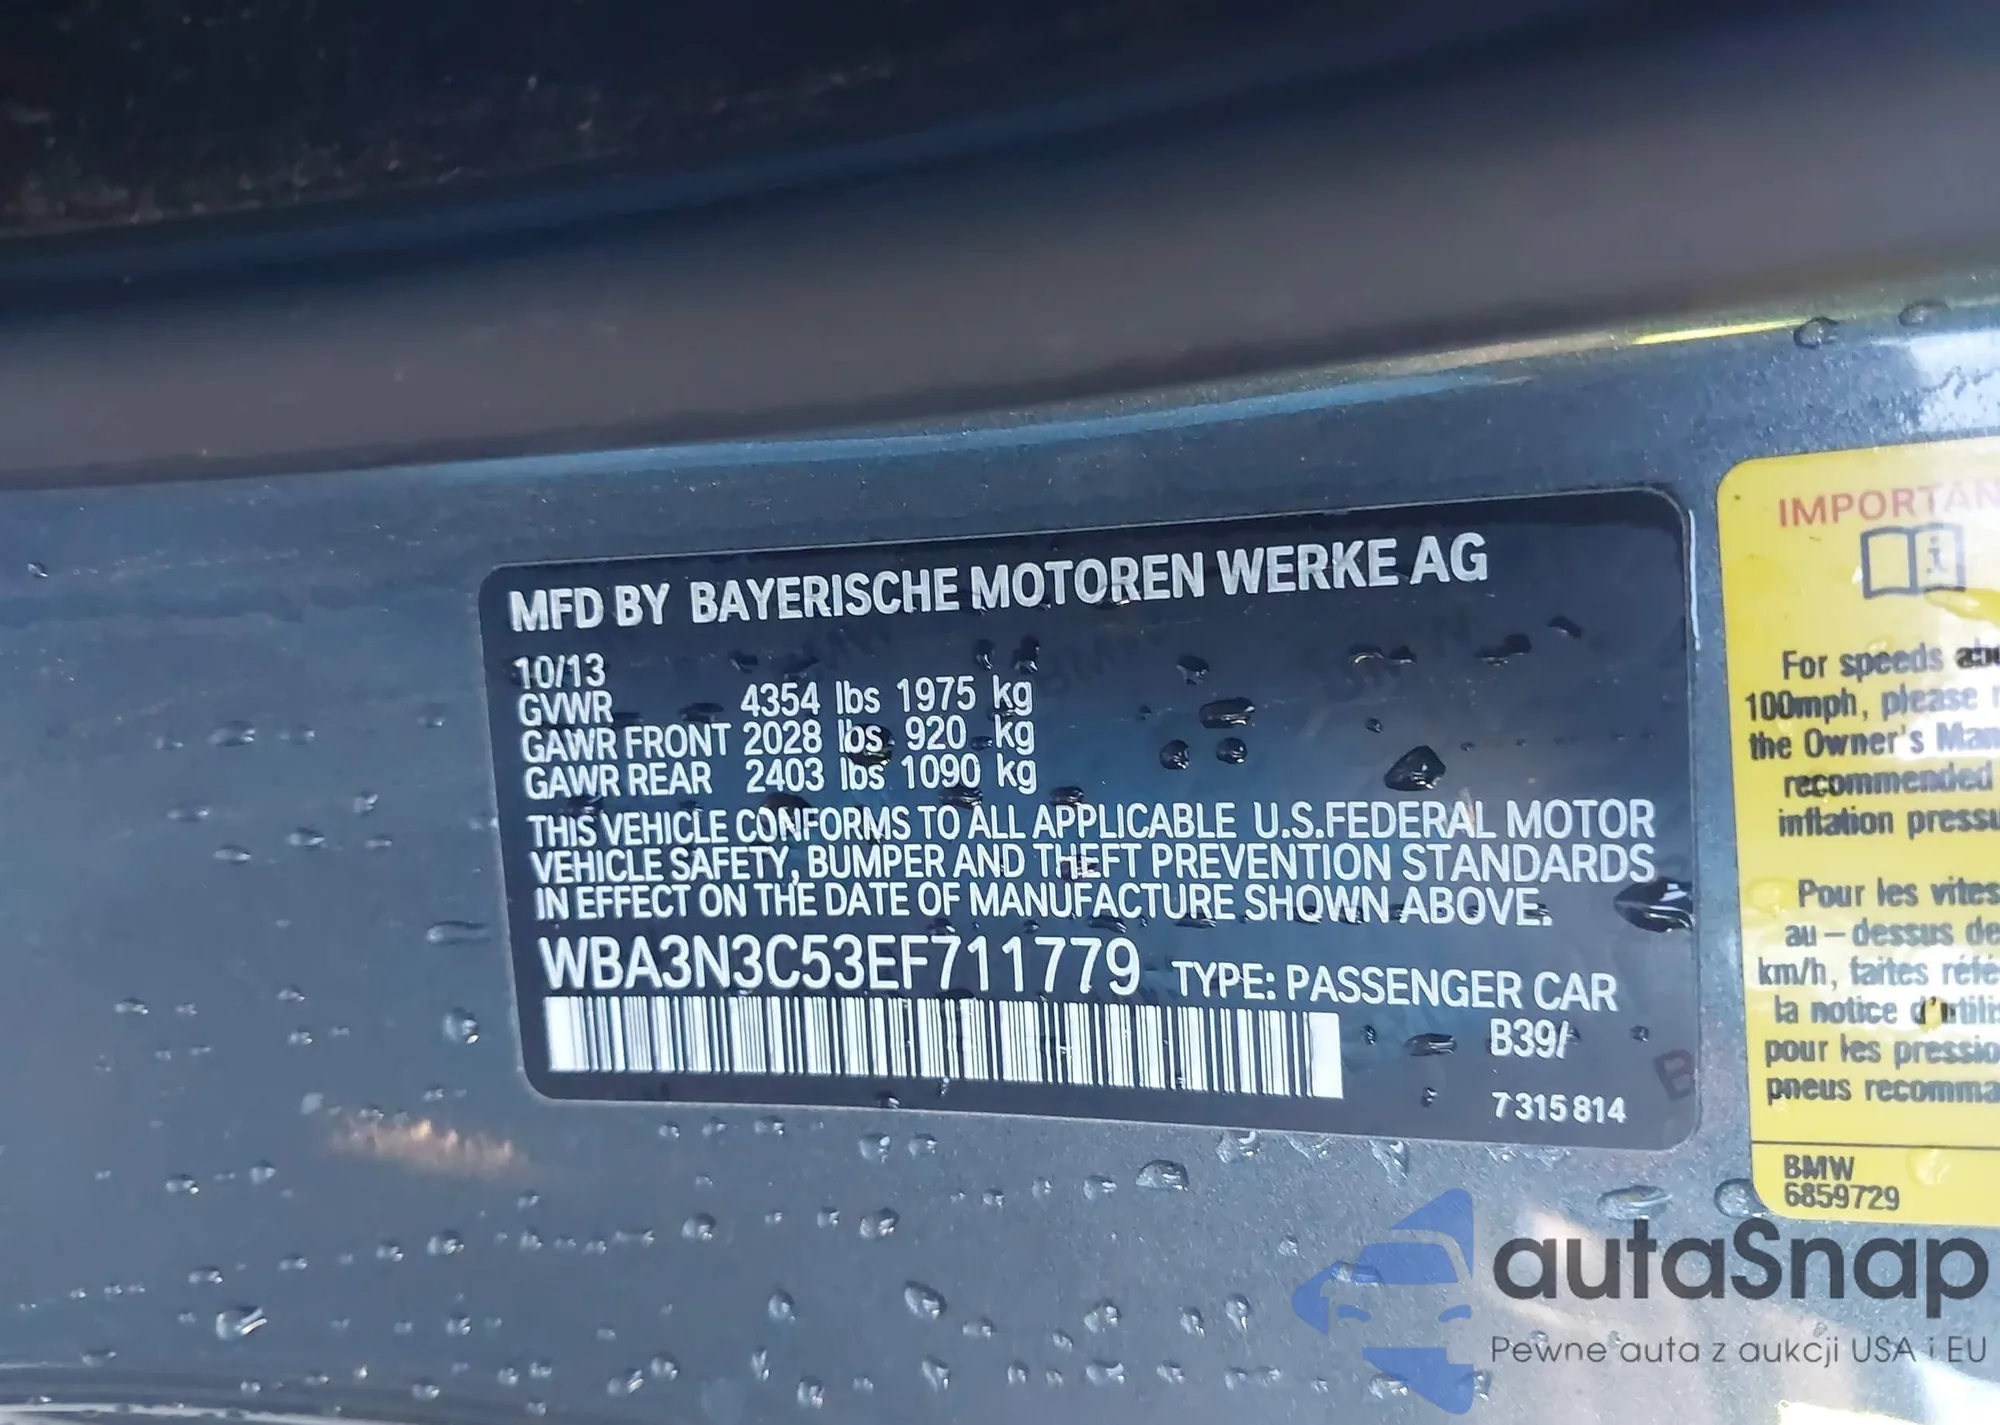 MFD BY BAYERISCHE MOTOREN WERKE AG
10/13
GVWR 4354 lbs 1975 kg
GAWR FRONT 2028 lbs 920 kg
GAWR REAR 2403 lbs 1090 kg
THIS VEHICLE CONFORMS TO ALL APPLICABLE U.S.FEDERAL MOTOR
VEHICLE SAFETY, BUMPER AND THEFT PREVENTION STANDARDS
IN EFFECT ON THE DATE OF MANUFACTURE SHOWN ABOVE.
WBA3N3C53EF711779 TYPE: PASSENGER CAR
B39/
7 315 814
IMPORTAN
For speeds
100mph, please
the Owner's
recommended
inflation
Pour les
au-dessus
km/h, faites
la notice
pour les
pneus
BMW
6859729
autaSnap
Pewne auta z aukcji USA i EU